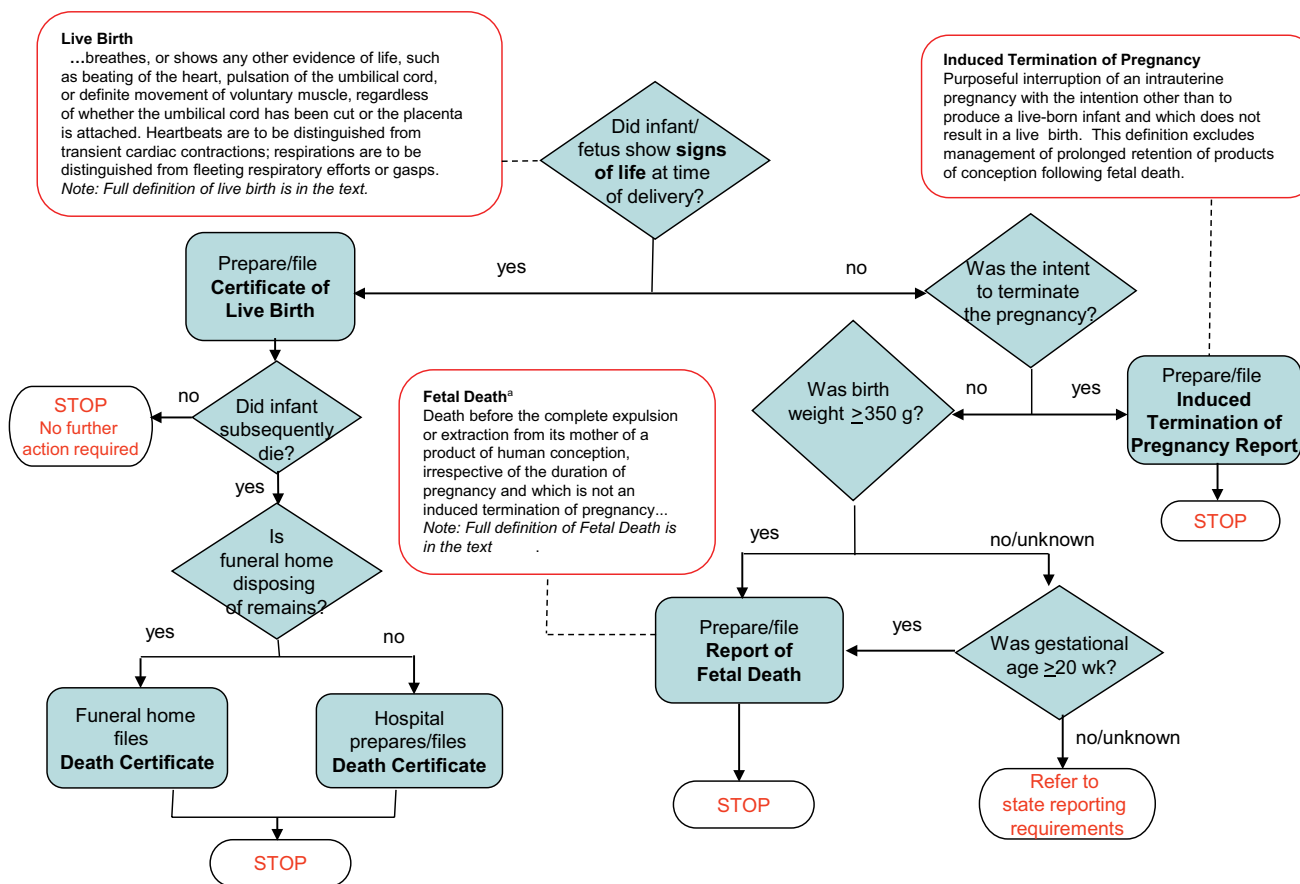 Live Birth
...breathes, or shows any other evidence of life, such
as beating of the heart, pulsation of the umbilical cord,
or definite movement of voluntary muscle, regardless
of whether the umbilical cord has been cut or the placenta
is attached. Heartbeats are to be distinguished from
transient cardiac contractions; respirations are to be
distinguished from fleeting respiratory efforts or gasps.
Note: Full definition of live birth is in the text.
Did infant/
fetus show signs
of life at time
of delivery?
Induced Termination of Pregnancy
Purposeful interruption of an intrauterine
pregnancy with the intention other than to
produce a live-born infant and which does not
result in a live birth. This definition excludes
management of prolonged retention of products
of conception following fetal death.
yes
no
Prepare/file
Certificate of
Live Birth
Was the intent
to terminate
the pregnancy?
no
yes
Prepare/file
Induced
Termination of
Pregnancy Report
STOP
Did infant
subsequently
die?
no
STOP
No further
action required
yes
Is
funeral home
disposing
of remains?
yes
no
Funeral home
files
Death Certificate
Hospital
prepares/files
Death Certificate
STOP
Fetal Deathª
Death before the complete expulsion
or extraction from its mother of a
product of human conception,
irrespective of the duration of
pregnancy and which is not an
induced termination of pregnancy...
Note: Full definition of Fetal Death is
in the text .
Was birth
weight ≥350 g?
yes
no/unknown
Prepare/file
Report of
Fetal Death
yes
Was gestational
age ≥20 wk?
no/unknown
STOP
Refer to
state reporting
requirements